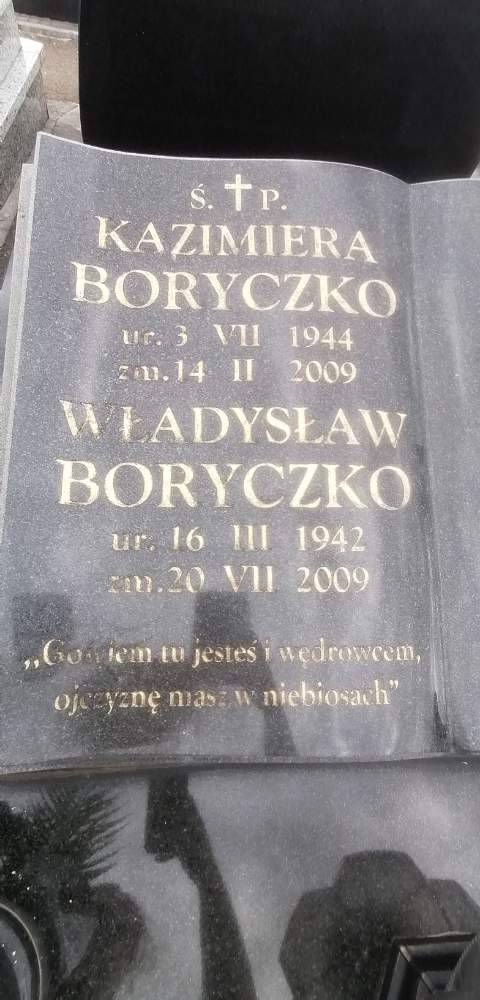 Ś. ✝ P.
KAZIMIERA
BORYCZKO
ur. 3 VII 1944
zm. 14 II 2009
WŁADYSŁAW
BORYCZKO
ur. 16 III 1942
zm. 20 VII 2009
„Gościem tu jesteś i wędrowcem,
ojczyznę masz w niebiosach”